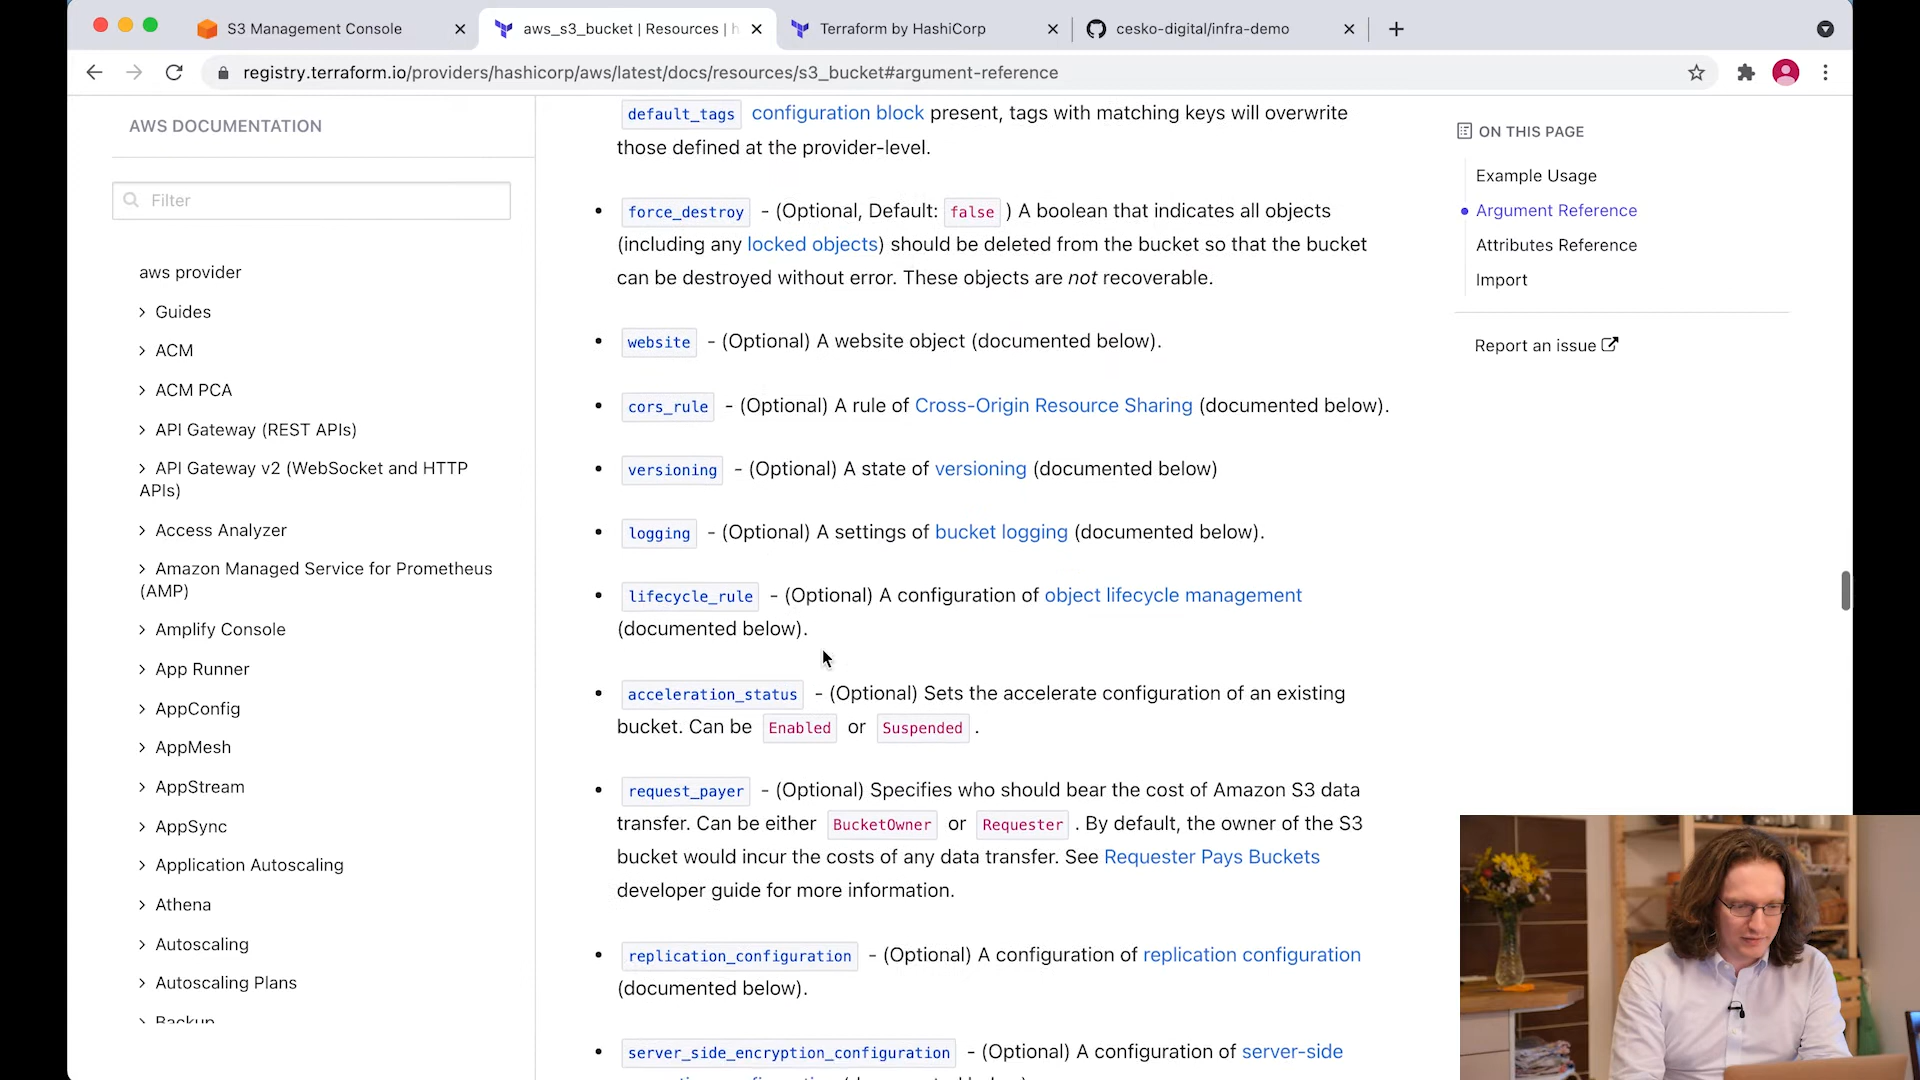 S3 Management Console
aws_s3_bucket | Resources | h
Terraform by HashiCorp
cesko-digital/infra-demo
registry.terraform.io/providers/hashicorp/aws/latest/docs/resources/s3_bucket#argument-reference
AWS DOCUMENTATION
Filter
aws provider
Guides
ACM
ACM PCA
API Gateway (REST APIs)
API Gateway v2 (WebSocket and HTTP
APIs)
Access Analyzer
Amazon Managed Service for Prometheus
(AMP)
Amplify Console
App Runner
AppConfig
AppMesh
AppStream
AppSync
Application Autoscaling
Athena
Autoscaling
Autoscaling Plans
Backup
default_tags configuration block present, tags with matching keys will overwrite
those defined at the provider-level.
• force_destroy - (Optional, Default: false ) A boolean that indicates all objects
(including any locked objects) should be deleted from the bucket so that the bucket
can be destroyed without error. These objects are not recoverable.
• website - (Optional) A website object (documented below).
• cors_rule - (Optional) A rule of Cross-Origin Resource Sharing (documented below).
• versioning - (Optional) A state of versioning (documented below)
• logging - (Optional) A settings of bucket logging (documented below).
• lifecycle_rule - (Optional) A configuration of object lifecycle management
(documented below).
• acceleration_status - (Optional) Sets the accelerate configuration of an existing
bucket. Can be Enabled or Suspended .
• request_payer - (Optional) Specifies who should bear the cost of Amazon S3 data
transfer. Can be either BucketOwner or Requester . By default, the owner of the S3
bucket would incur the costs of any data transfer. See Requester Pays Buckets
developer guide for more information.
• replication_configuration - (Optional) A configuration of replication configuration
(documented below).
• server_side_encryption_configuration - (Optional) A configuration of server-side
ON THIS PAGE
Example Usage
Argument Reference
Attributes Reference
Import
Report an issue